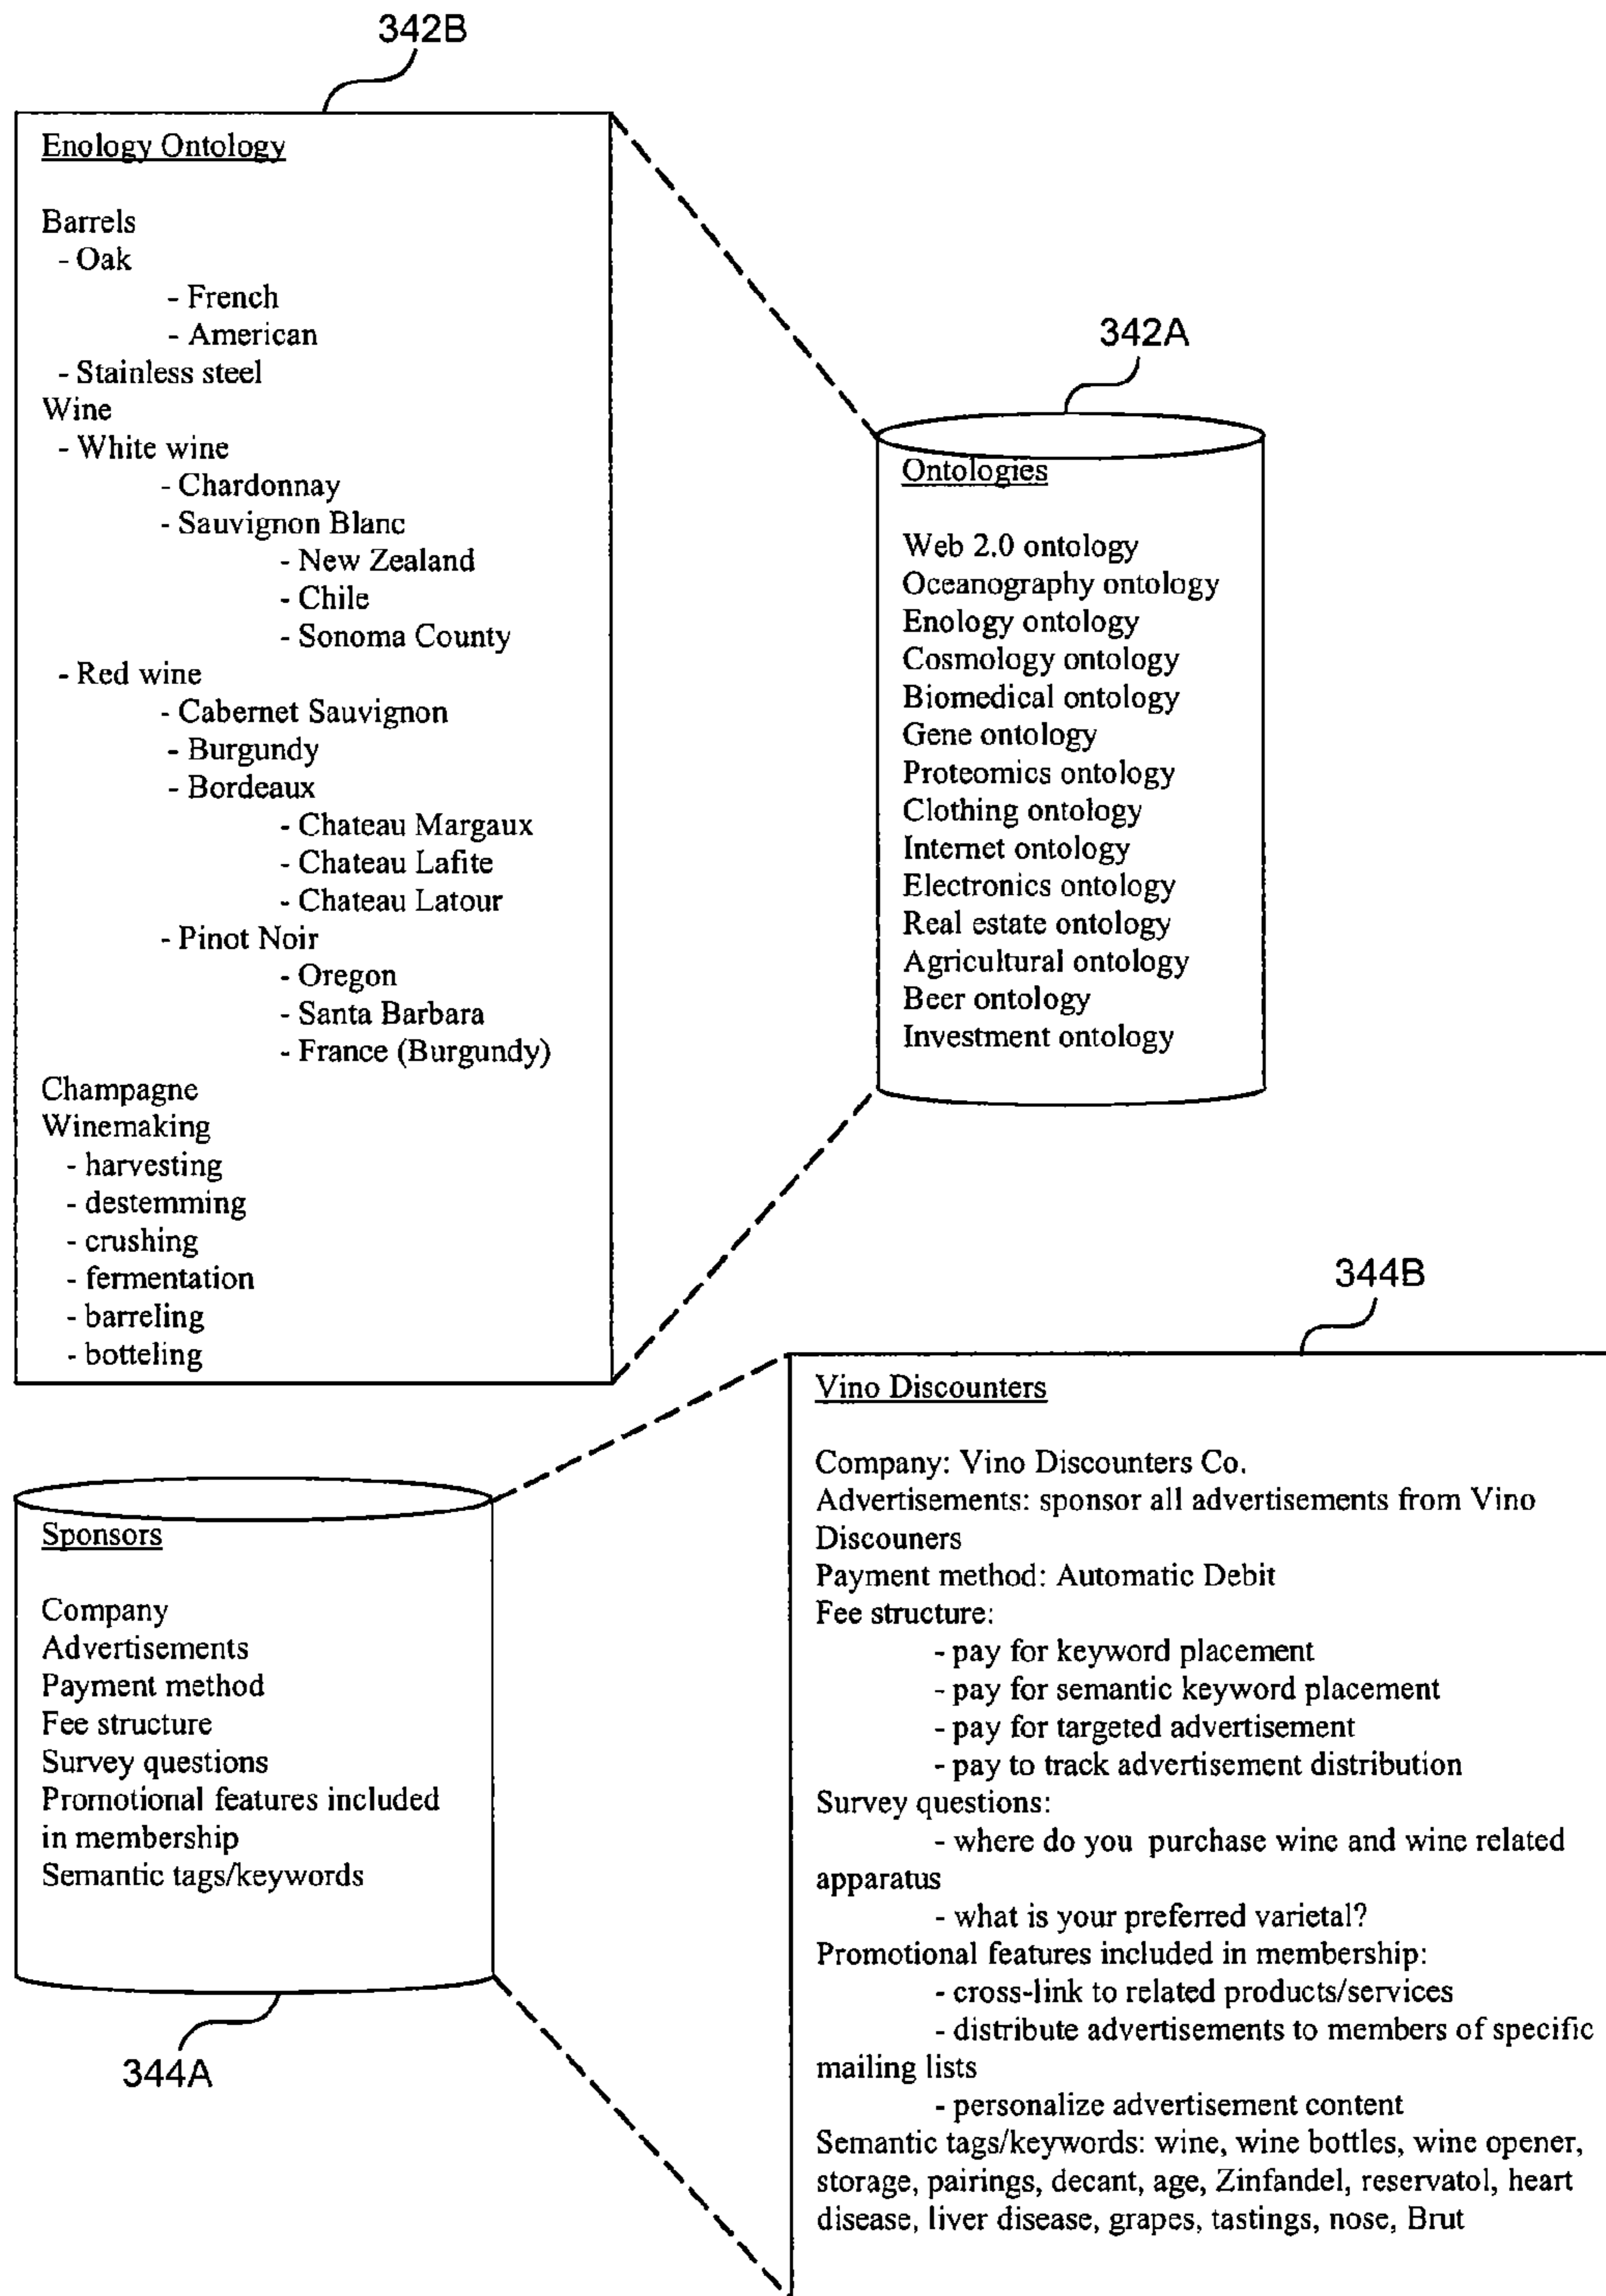 342B
Enology Ontology
Barrels
- Oak
- French
- American
- Stainless steel
Wine
- White wine
- Chardonnay
- Sauvignon Blanc
- New Zealand
- Chile
- Sonoma County
- Red wine
- Cabernet Sauvignon
- Burgundy
- Bordeaux
- Chateau Margaux
- Chateau Lafite
- Chateau Latour
- Pinot Noir
- Oregon
- Santa Barbara
- France (Burgundy)
Champagne
Winemaking
- harvesting
- destemming
- crushing
- fermentation
- barreling
- botteling
342A
Ontologies
Web 2.0 ontology
Oceanography ontology
Enology ontology
Cosmology ontology
Biomedical ontology
Gene ontology
Proteomics ontology
Clothing ontology
Internet ontology
Electronics ontology
Real estate ontology
Agricultural ontology
Beer ontology
Investment ontology
Sponsors
Company
Advertisements
Payment method
Fee structure
Survey questions
Promotional features included
in membership
Semantic tags/keywords
344A
344B
Vino Discounters
Company: Vino Discounters Co.
Advertisements: sponsor all advertisements from Vino
Discouners
Payment method: Automatic Debit
Fee structure:
- pay for keyword placement
- pay for semantic keyword placement
- pay for targeted advertisement
- pay to track advertisement distribution
Survey questions:
- where do you purchase wine and wine related
apparatus
- what is your preferred varietal?
Promotional features included in membership:
- cross-link to related products/services
- distribute advertisements to members of specific
mailing lists
- personalize advertisement content
Semantic tags/keywords: wine, wine bottles, wine opener,
storage, pairings, decant, age, Zinfandel, reservatol, heart
disease, liver disease, grapes, tastings, nose, Brut